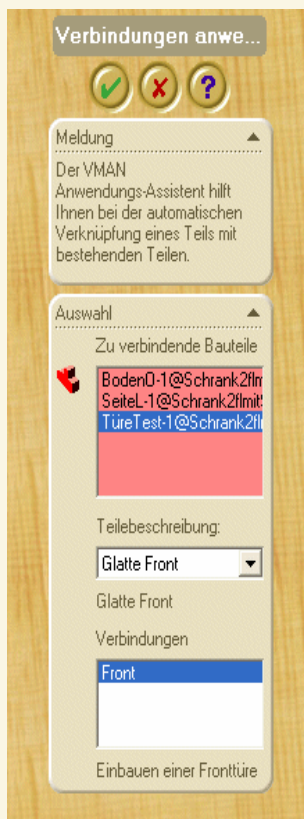 Verbindungen anwe...
?
Meldung
Der VMAN
Anwendungs-Assistent hilft
Ihnen bei der automatischen
Verknüpfung eines Teils mit
bestehenden Teilen.
Auswahl
Zu verbindende Bauteile
BodenO-1@Schrank2flm
SeiteL-1@Schrank2flmitS
TüreTest-1@Schrank2fl
Teilebeschreibung:
Glatte Front
Glatte Front
Verbindungen
Front
Einbauen einer Fronttüre